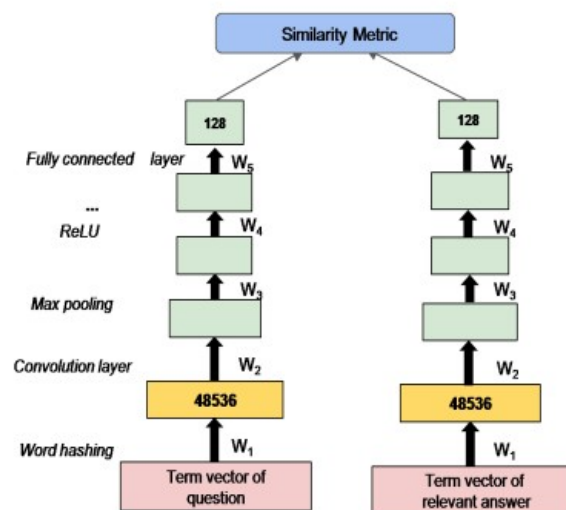 Similarity Metric
128 128
Fully connected layer W5 W5
...
ReLU W4 W4
W3 W3
Max pooling
Convolution layer W2 W2
48536 48536
Word hashing W1 W1
Term vector of question
Term vector of relevant answer